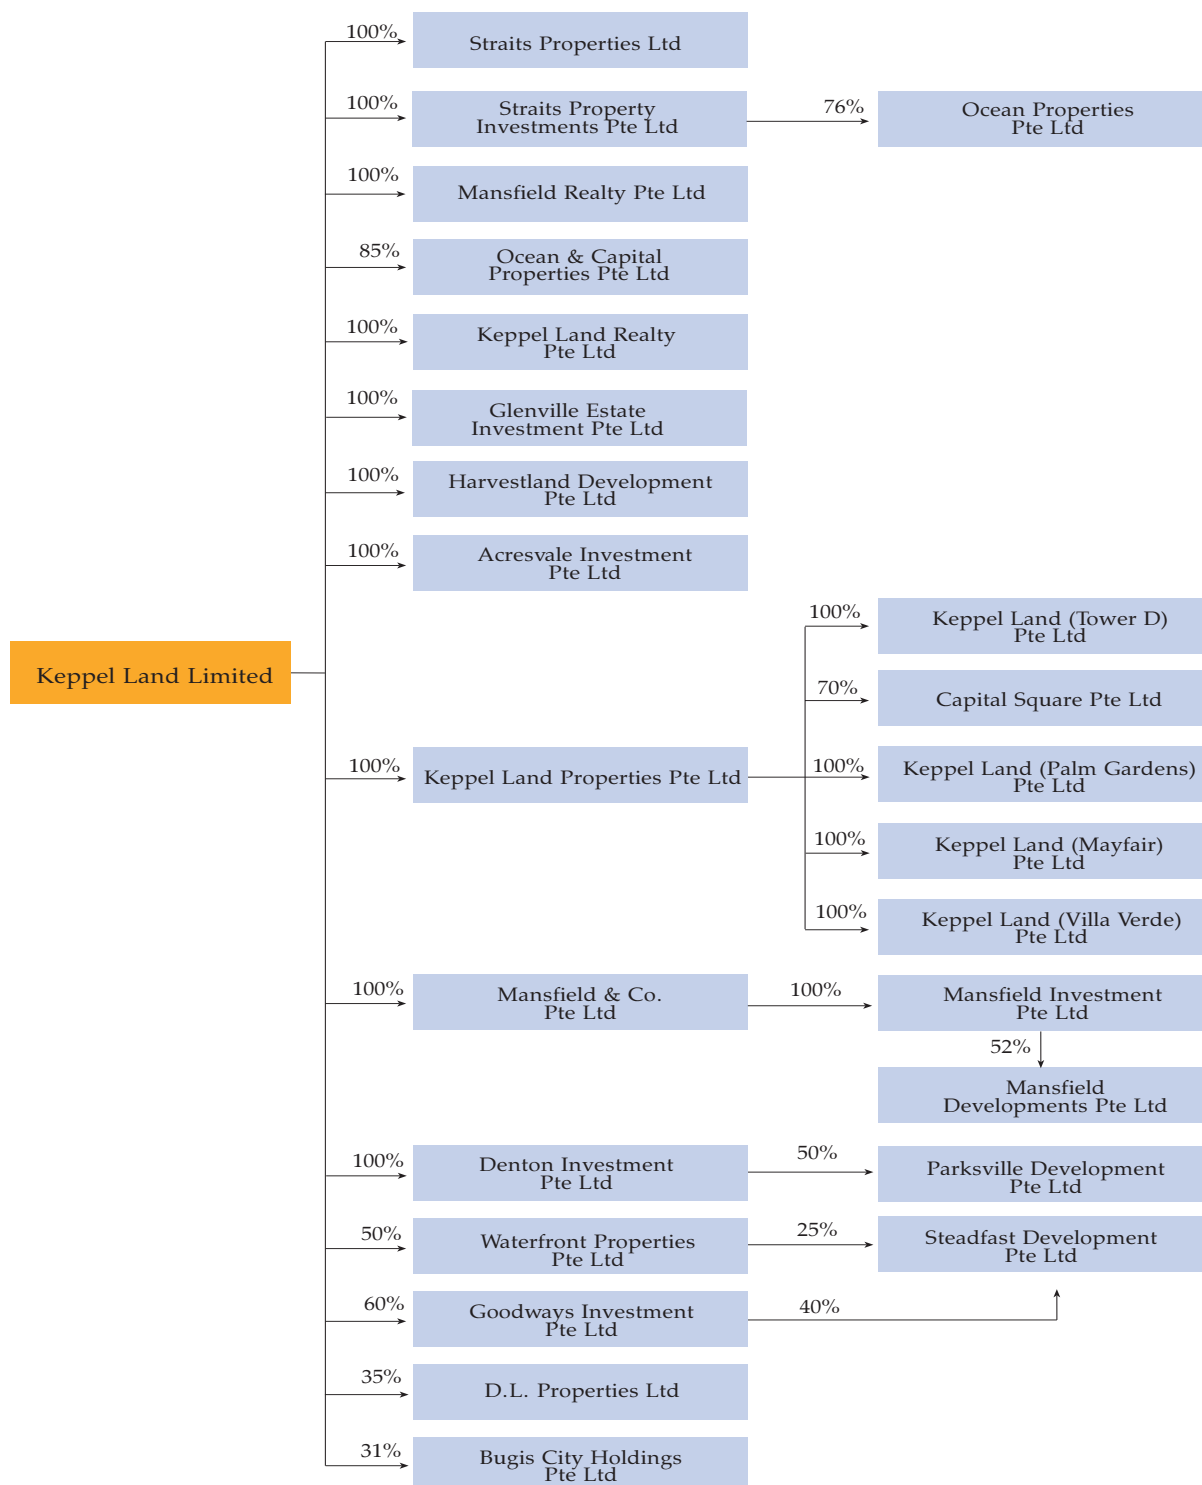 100%
Straits Properties Ltd
100%
Straits Property
Investments Pte Ltd
76%
Ocean Properties
Pte Ltd
100%
Mansfield Realty Pte Ltd
85%
Ocean & Capital
Properties Pte Ltd
100%
Keppel Land Realty
Pte Ltd
100%
Glenville Estate
Investment Pte Ltd
100%
Harvestland Development
Pte Ltd
100%
Acresvale Investment
Pte Ltd
Keppel Land Limited
100%
Keppel Land Properties Pte Ltd
100%
Keppel Land (Tower D)
Pte Ltd
70%
Capital Square Pte Ltd
100%
Keppel Land (Palm Gardens)
Pte Ltd
100%
Keppel Land (Mayfair)
Pte Ltd
100%
Keppel Land (Villa Verde)
Pte Ltd
100%
Mansfield & Co.
Pte Ltd
100%
Mansfield Investment
Pte Ltd
52%
Mansfield
Developments Pte Ltd
100%
Denton Investment
Pte Ltd
50%
Parksville Development
Pte Ltd
50%
Waterfront Properties
Pte Ltd
25%
Steadfast Development
Pte Ltd
60%
Goodways Investment
Pte Ltd
40%
35%
D.L. Properties Ltd
31%
Bugis City Holdings
Pte Ltd